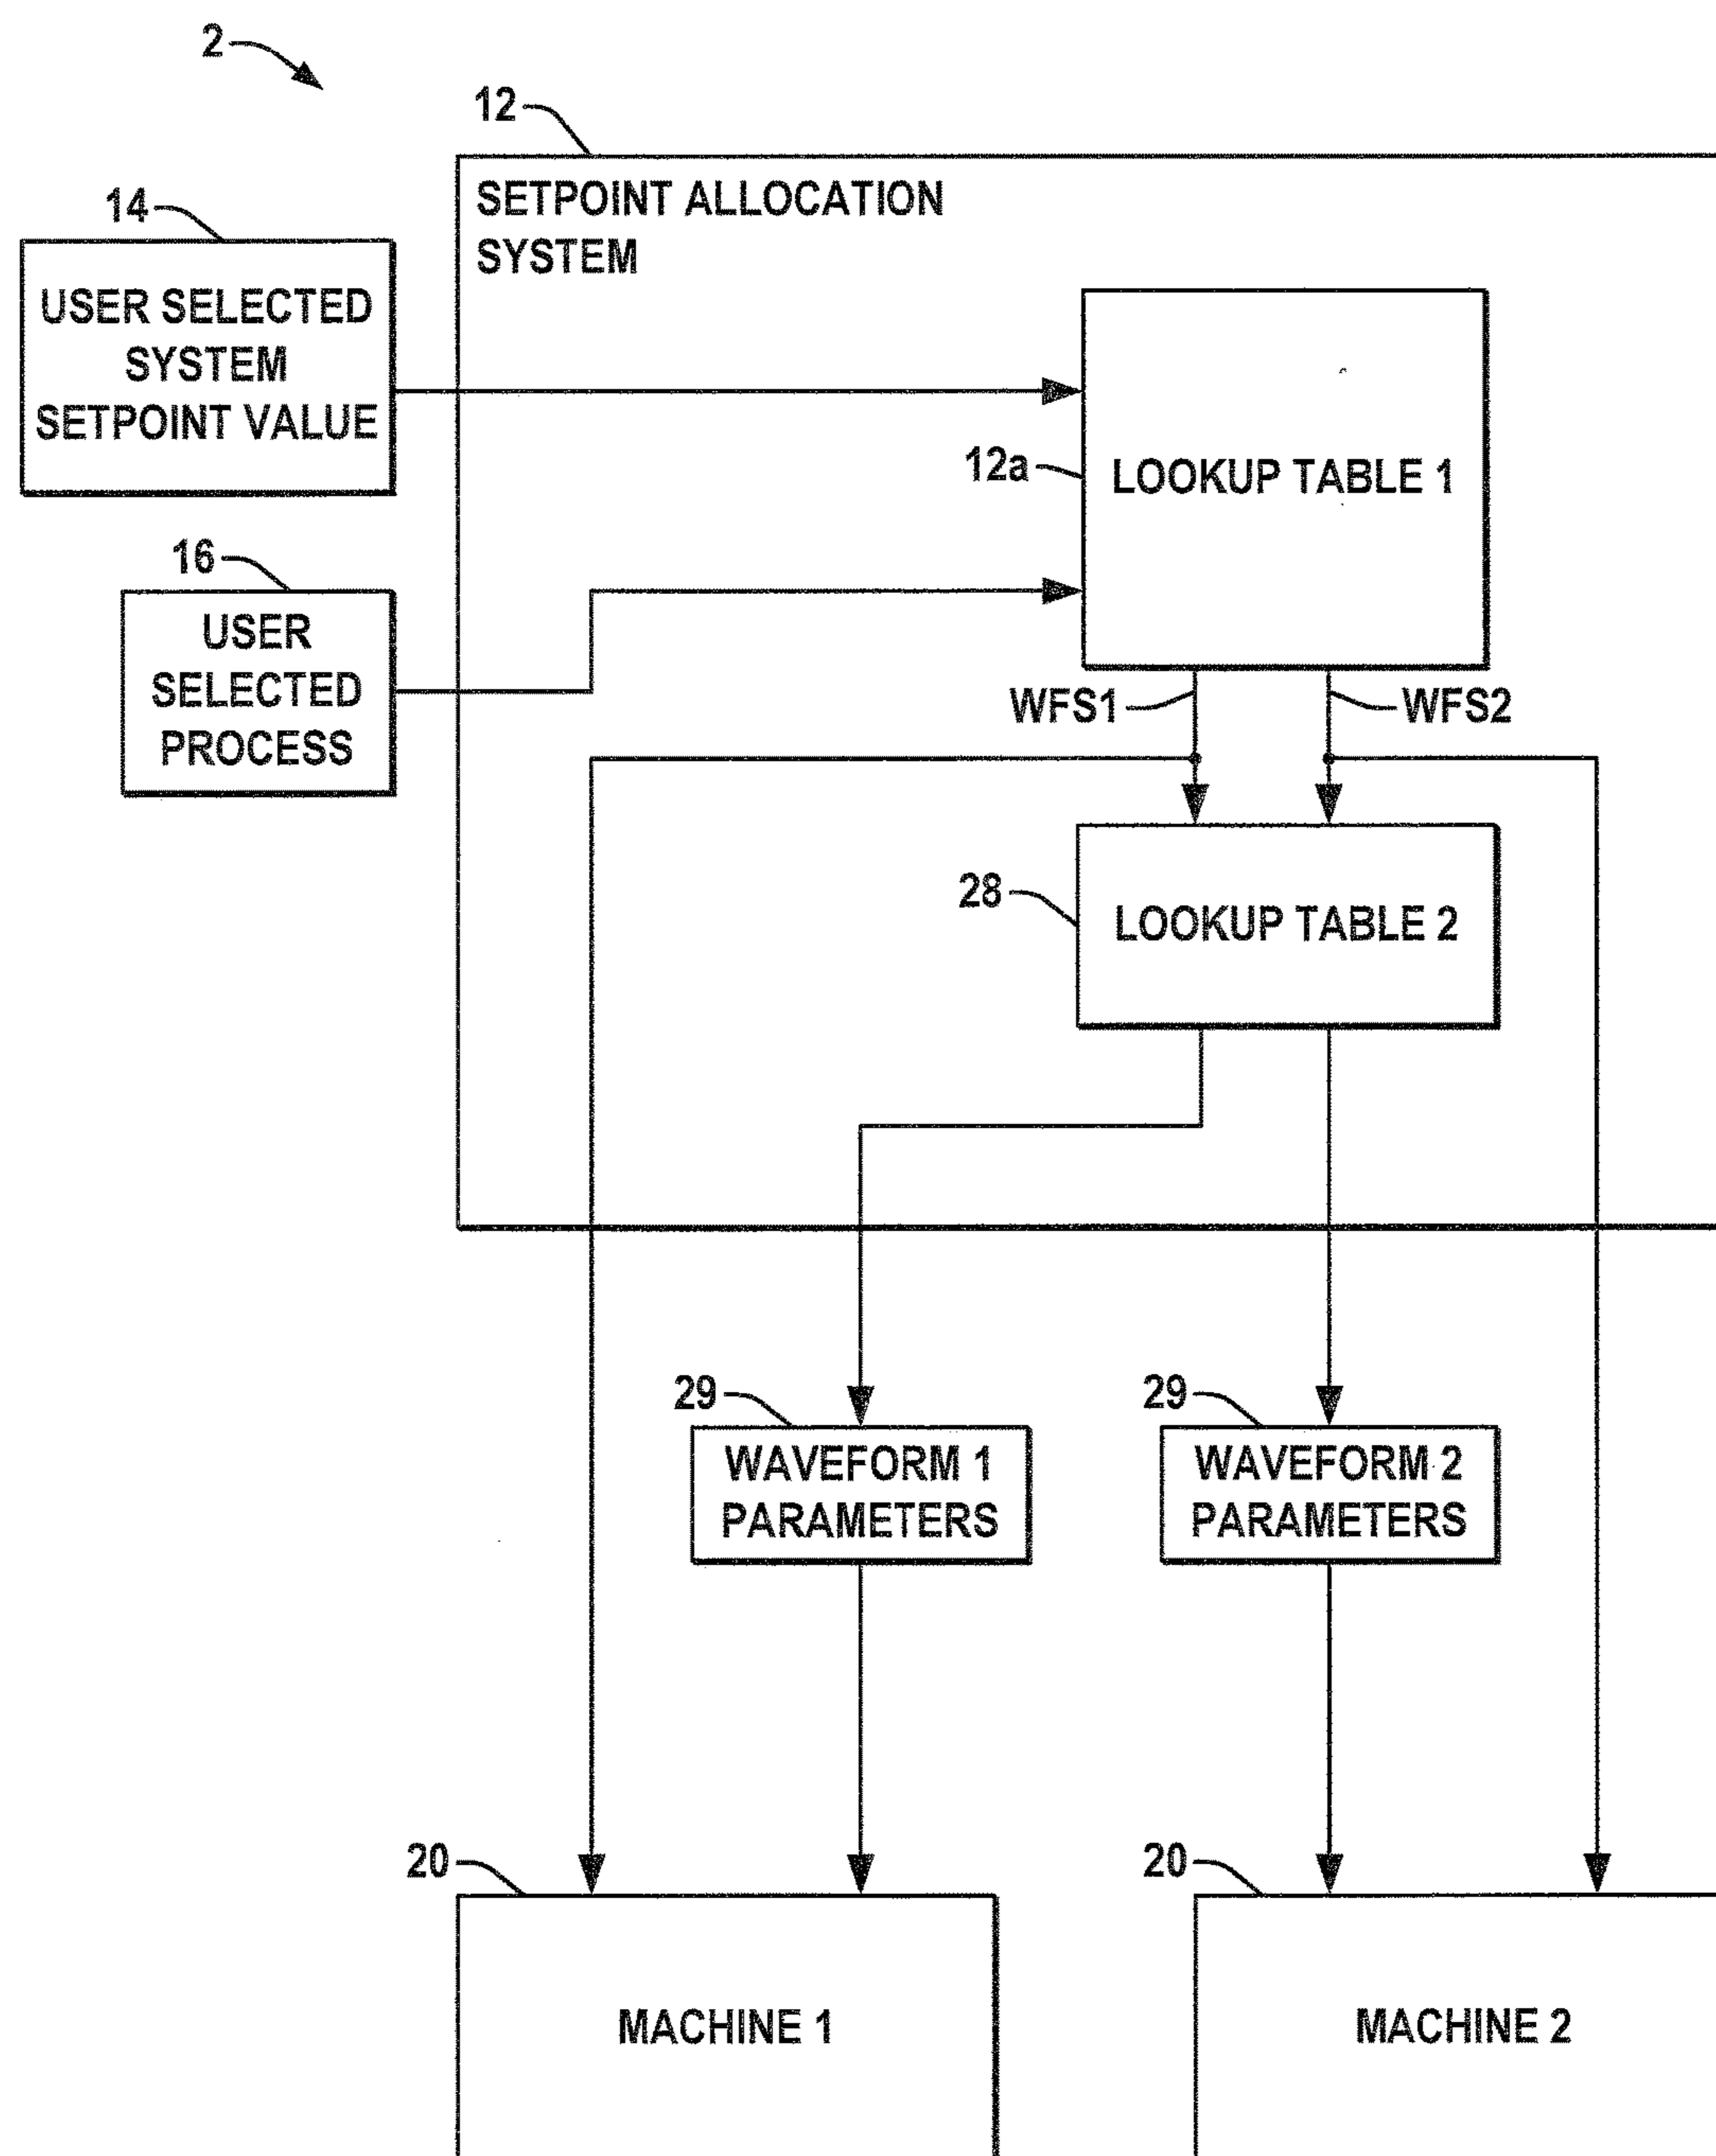 2
12
SETPOINT ALLOCATION
SYSTEM
14
USER SELECTED
SYSTEM
SETPOINT VALUE
12a
LOOKUP TABLE 1
16
USER
SELECTED
PROCESS
WFS1
WFS2
28
LOOKUP TABLE 2
29
WAVEFORM 1
PARAMETERS
29
WAVEFORM 2
PARAMETERS
20
MACHINE 1
20
MACHINE 2